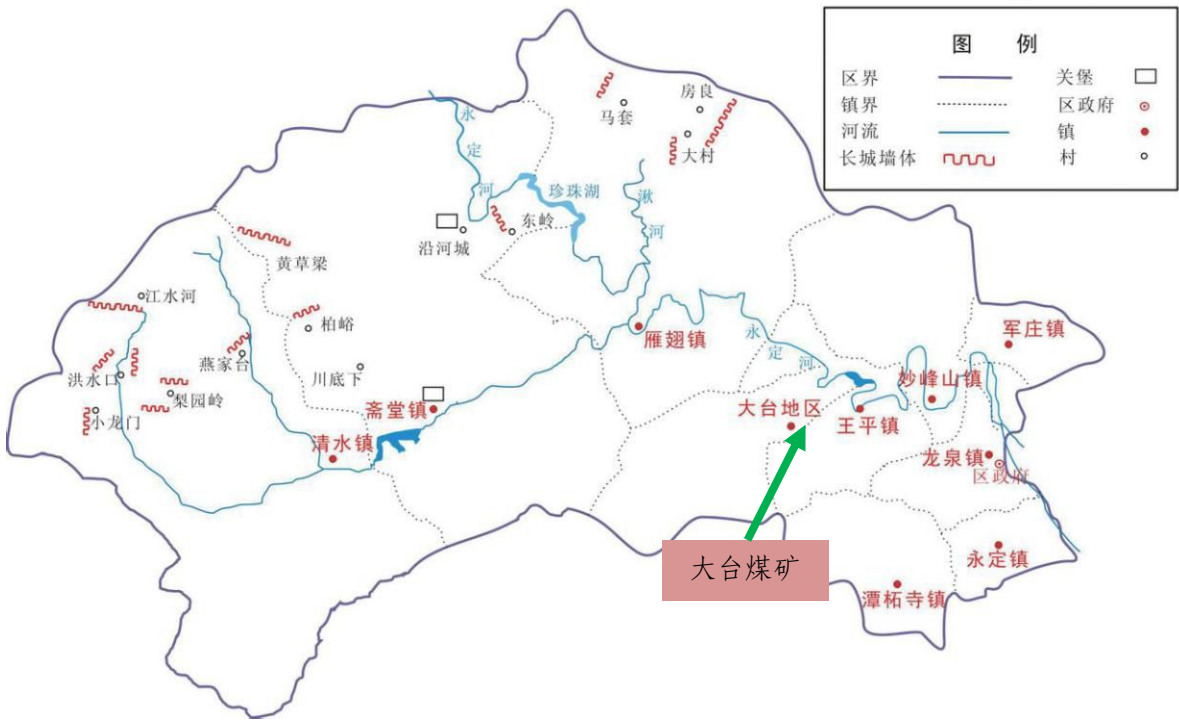 图 例
区界
关堡
镇界
区政府
河流
镇
长城墙体
村
永定河
珍珠湖
湫河
马套
房良
大村
沿河城
东岭
黄草梁
江水河
柏峪
燕家台
洪水口
川底下
梨园岭
小龙门
斋堂镇
清水镇
雁翅镇
永定河
军庄镇
妙峰山镇
大台地区
王平镇
龙泉镇
区政府
大台煤矿
永定镇
潭柘寺镇